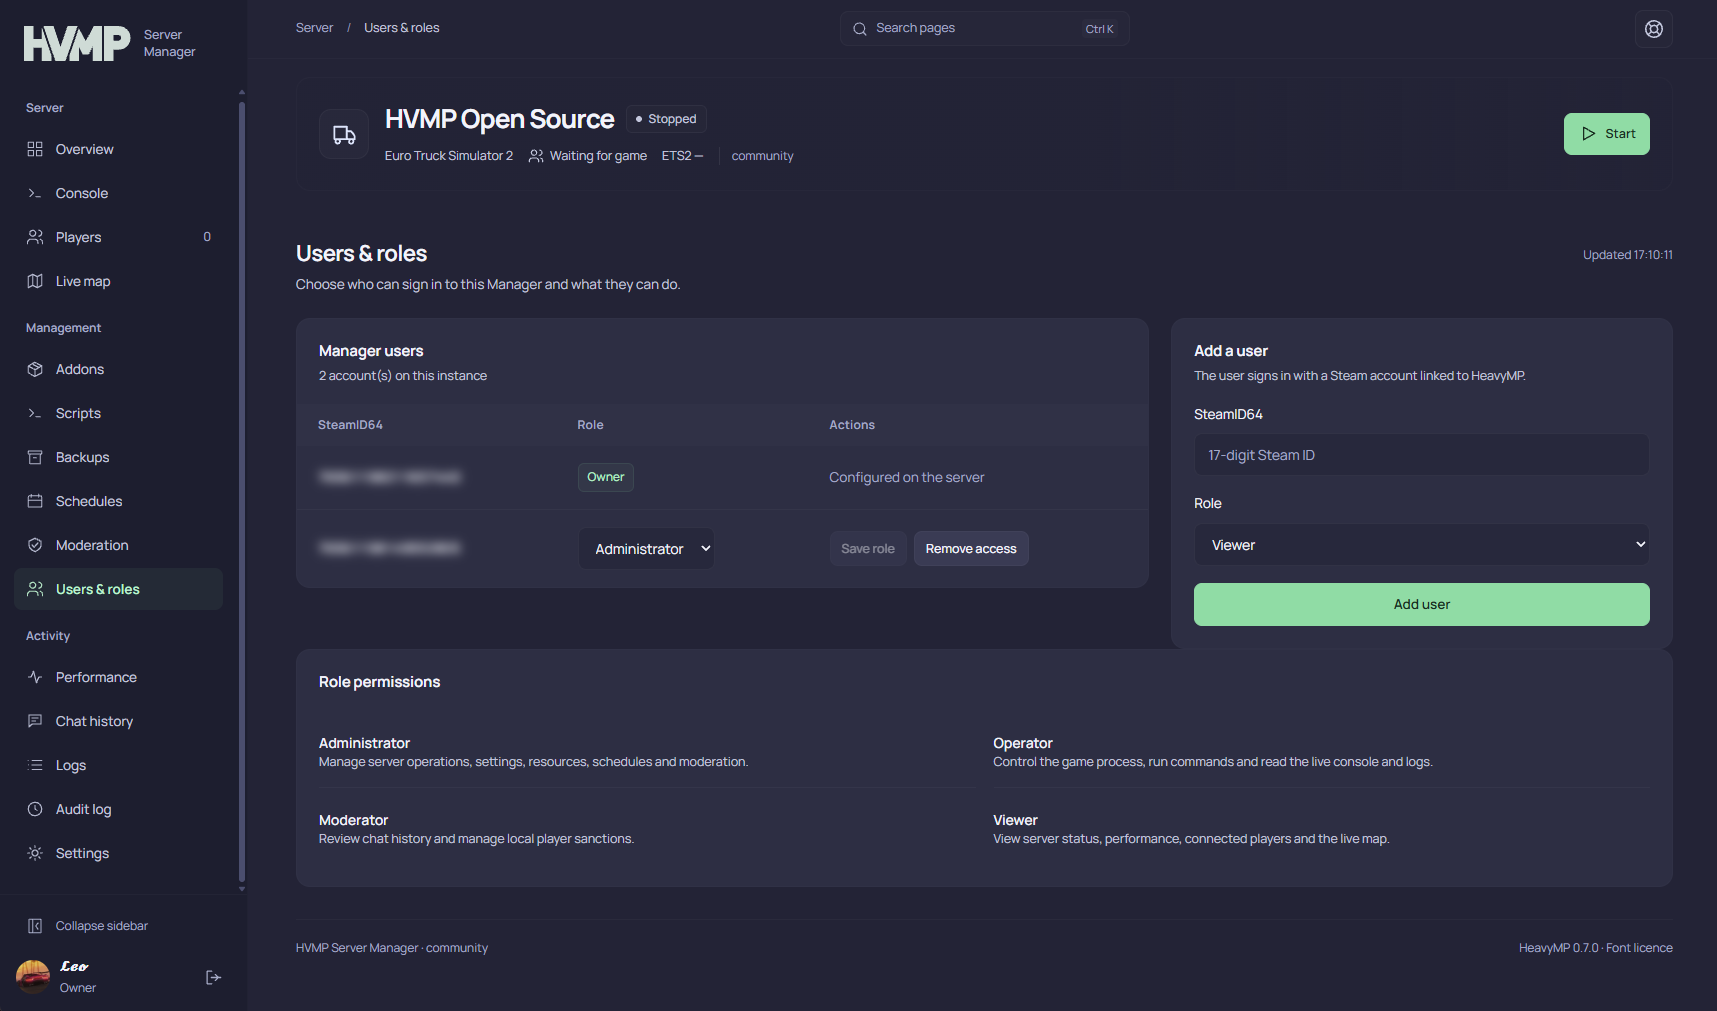 HVMP
Server
Manager
Server / Users & roles
Search pages
Ctrl K
Server
Overview
Console
Players 0
Live map
Management
Addons
Scripts
Backups
Schedules
Moderation
Users & roles
Activity
Performance
Chat history
Logs
Audit log
Settings
Collapse sidebar
Leo
Owner
HVMP Open Source
Stopped
Euro Truck Simulator 2 Waiting for game ETS2 — community
Start
Users & roles
Updated 17:10:11
Choose who can sign in to this Manager and what they can do.
Manager users
2 account(s) on this instance
SteamID64 Role Actions
Owner Configured on the server
Administrator Save role Remove access
Add a user
The user signs in with a Steam account linked to HeavyMP.
SteamID64
17-digit Steam ID
Role
Viewer
Add user
Role permissions
Administrator
Manage server operations, settings, resources, schedules and moderation.
Operator
Control the game process, run commands and read the live console and logs.
Moderator
Review chat history and manage local player sanctions.
Viewer
View server status, performance, connected players and the live map.
HVMP Server Manager · community
HeavyMP 0.7.0 · Font licence